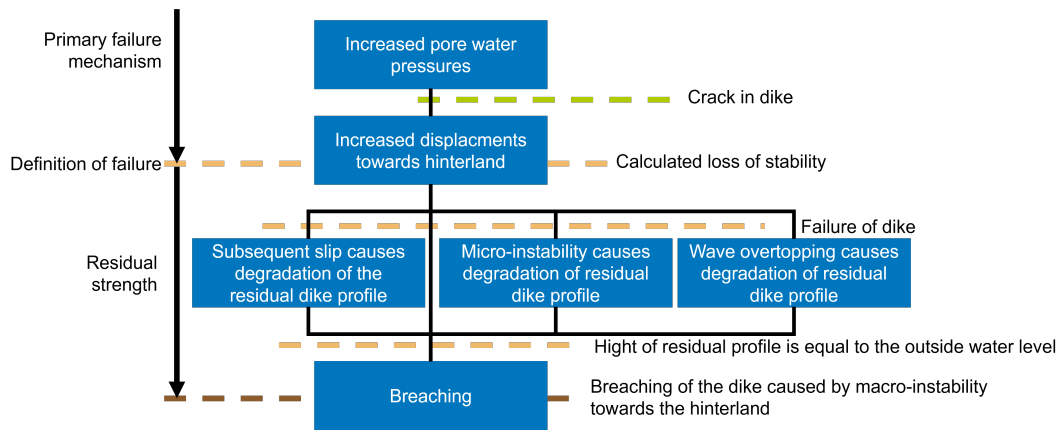 Primary failure
mechanism
Increased pore water
pressures
Crack in dike
Increased displacments
towards hinterland
Definition of failure
Calculated loss of stability
Failure of dike
Residual
strength
Subsequent slip causes
degradation of the
residual dike profile
Micro-instability causes
degradation of residual
dike profile
Wave overtopping causes
degradation of residual
dike profile
Hight of residual profile is equal to the outside water level
Breaching
Breaching of the dike caused by macro-instability
towards the hinterland